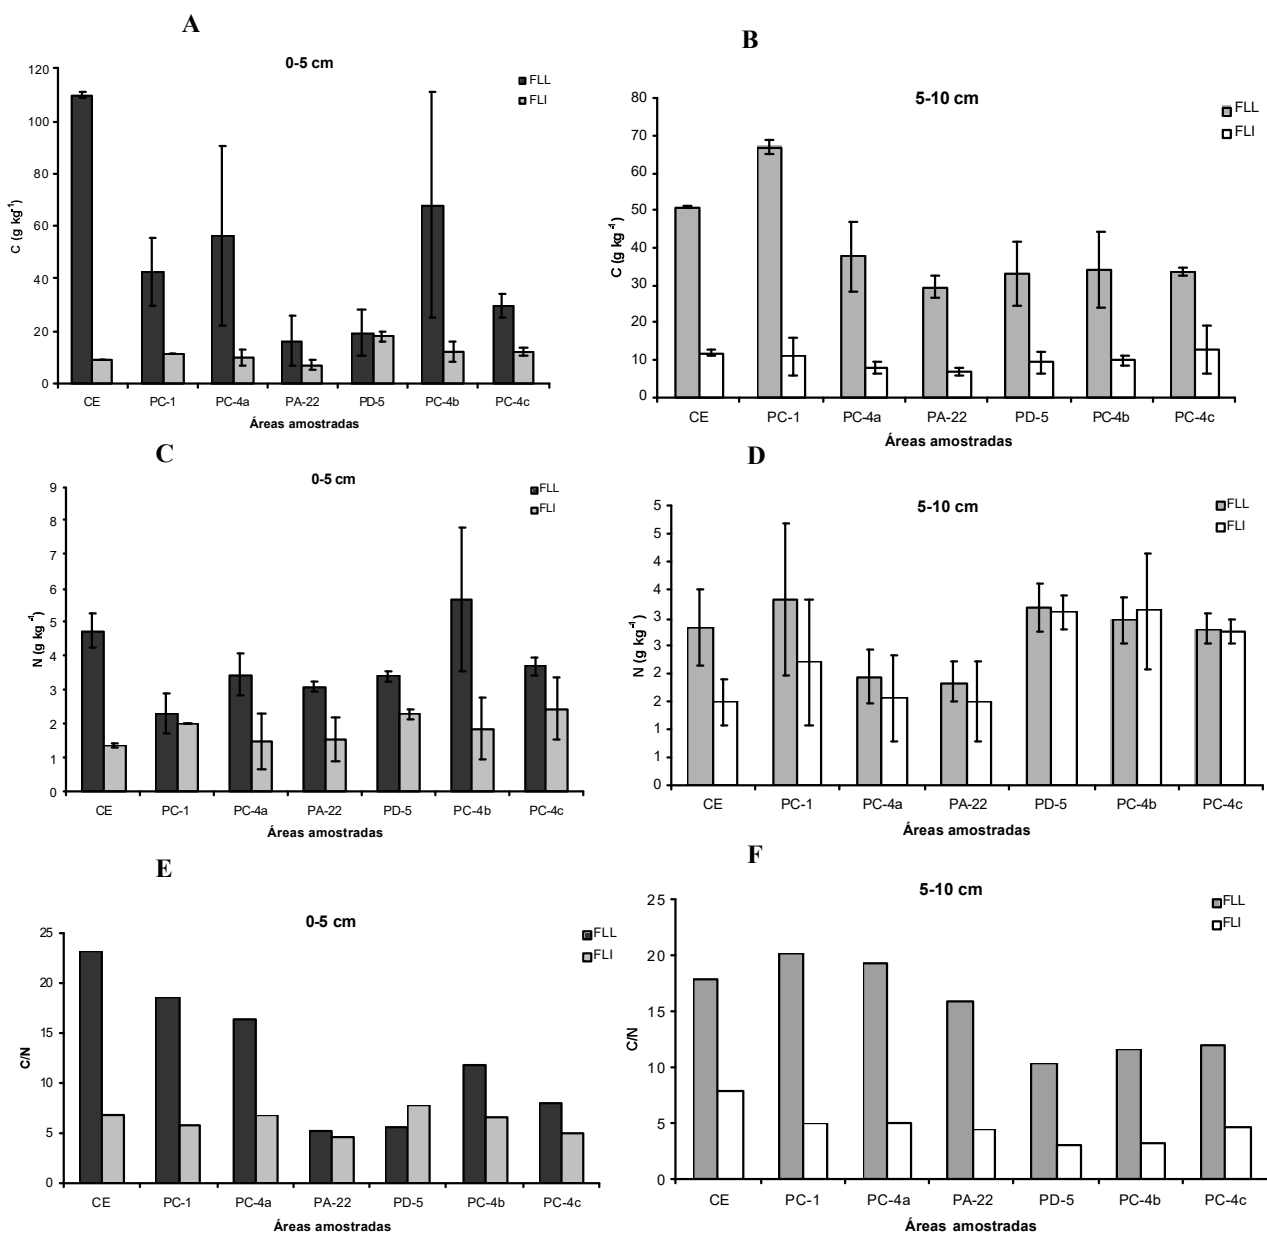 A
0-5 cm
FLL
FLI
120
100
80
60
40
20
0
C (g kg⁻¹)
CE PC-1 PC-4a PA-22 PD-5 PC-4b PC-4c
Áreas amostradas
B
5-10 cm
FLL
FLI
80
70
60
50
40
30
20
10
0
C (g kg⁻¹)
CE PC-1 PC-4a PA-22 PD-5 PC-4b PC-4c
Áreas amostradas
C
0-5 cm
FLL
FLI
9
8
7
6
5
4
3
2
1
0
N (g kg⁻¹)
CE PC-1 PC-4a PA-22 PD-5 PC-4b PC-4c
Áreas amostradas
D
5-10 cm
FLL
FLI
5
5
4
4
3
3
2
2
1
1
0
N (g kg⁻¹)
CE PC-1 PC-4a PA-22 PD-5 PC-4b PC-4c
Áreas amostradas
E
0-5 cm
FLL
FLI
25
20
15
10
5
0
C/N
CE PC-1 PC-4a PA-22 PD-5 PC-4b PC-4c
Áreas amostradas
F
5-10 cm
FLL
FLI
25
20
15
10
5
0
C/N
CE PC-1 PC-4a PA-22 PD-5 PC-4b PC-4c
Áreas amostradas